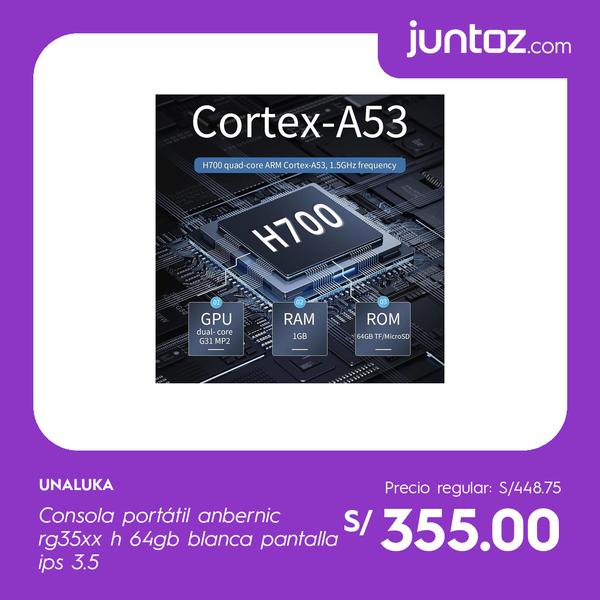 juntoz.com
Cortex-A53
H700 quad-core ARM Cortex-A53, 1.5GHz frequency
H700
01 02 03
GPU
dual- core
G31 MP2
RAM
1GB
ROM
64GB TF/MicroSD
UNALUKA
Consola portátil anbernic
rg35xx h 64gb blanca pantalla
ips 3.5
Precio regular: S/448.75
S/ 355.00